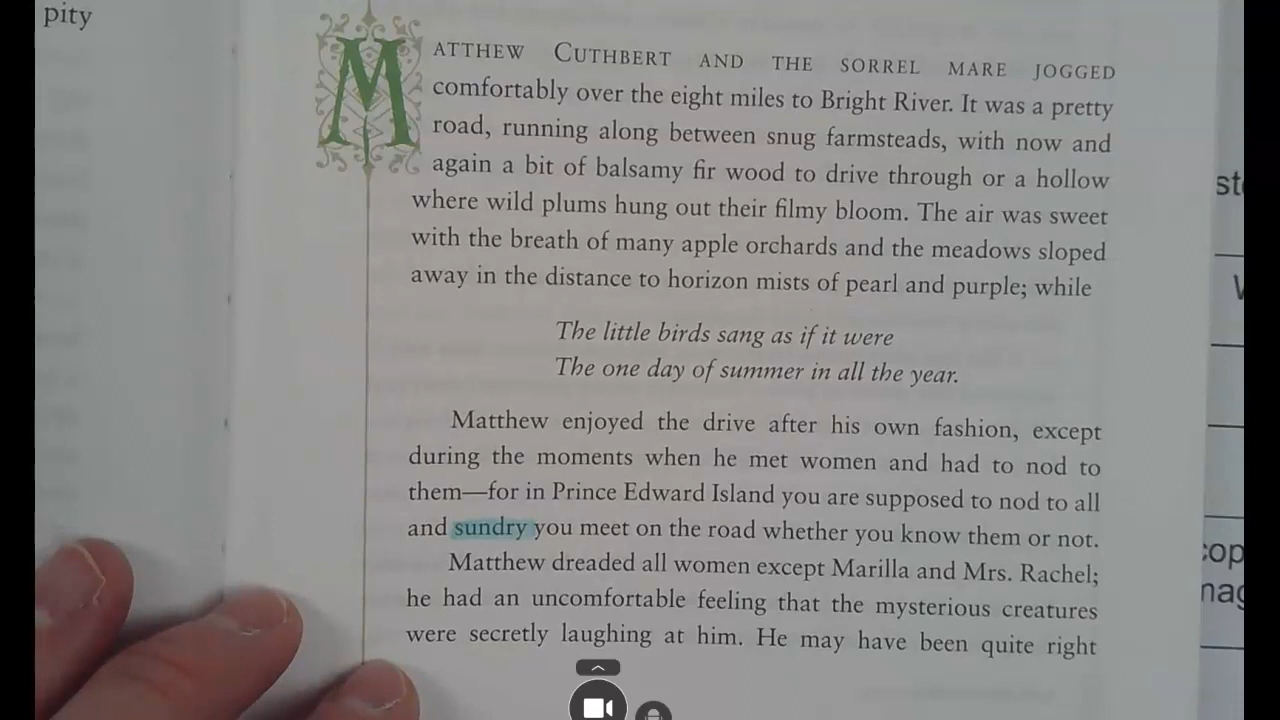 pity
MATTHEW CUTHBERT AND THE SORREL MARE JOGGED
comfortably over the eight miles to Bright River. It was a pretty
road, running along between snug farmsteads, with now and
again a bit of balsamy fir wood to drive through or a hollow
where wild plums hung out their filmy bloom. The air was sweet
with the breath of many apple orchards and the meadows sloped
away in the distance to horizon mists of pearl and purple; while
The little birds sang as if it were
The one day of summer in all the year.
Matthew enjoyed the drive after his own fashion, except
during the moments when he met women and had to nod to
them—for in Prince Edward Island you are supposed to nod to all
and sundry you meet on the road whether you know them or not.
Matthew dreaded all women except Marilla and Mrs. Rachel;
he had an uncomfortable feeling that the mysterious creatures
were secretly laughing at him. He may have been quite right